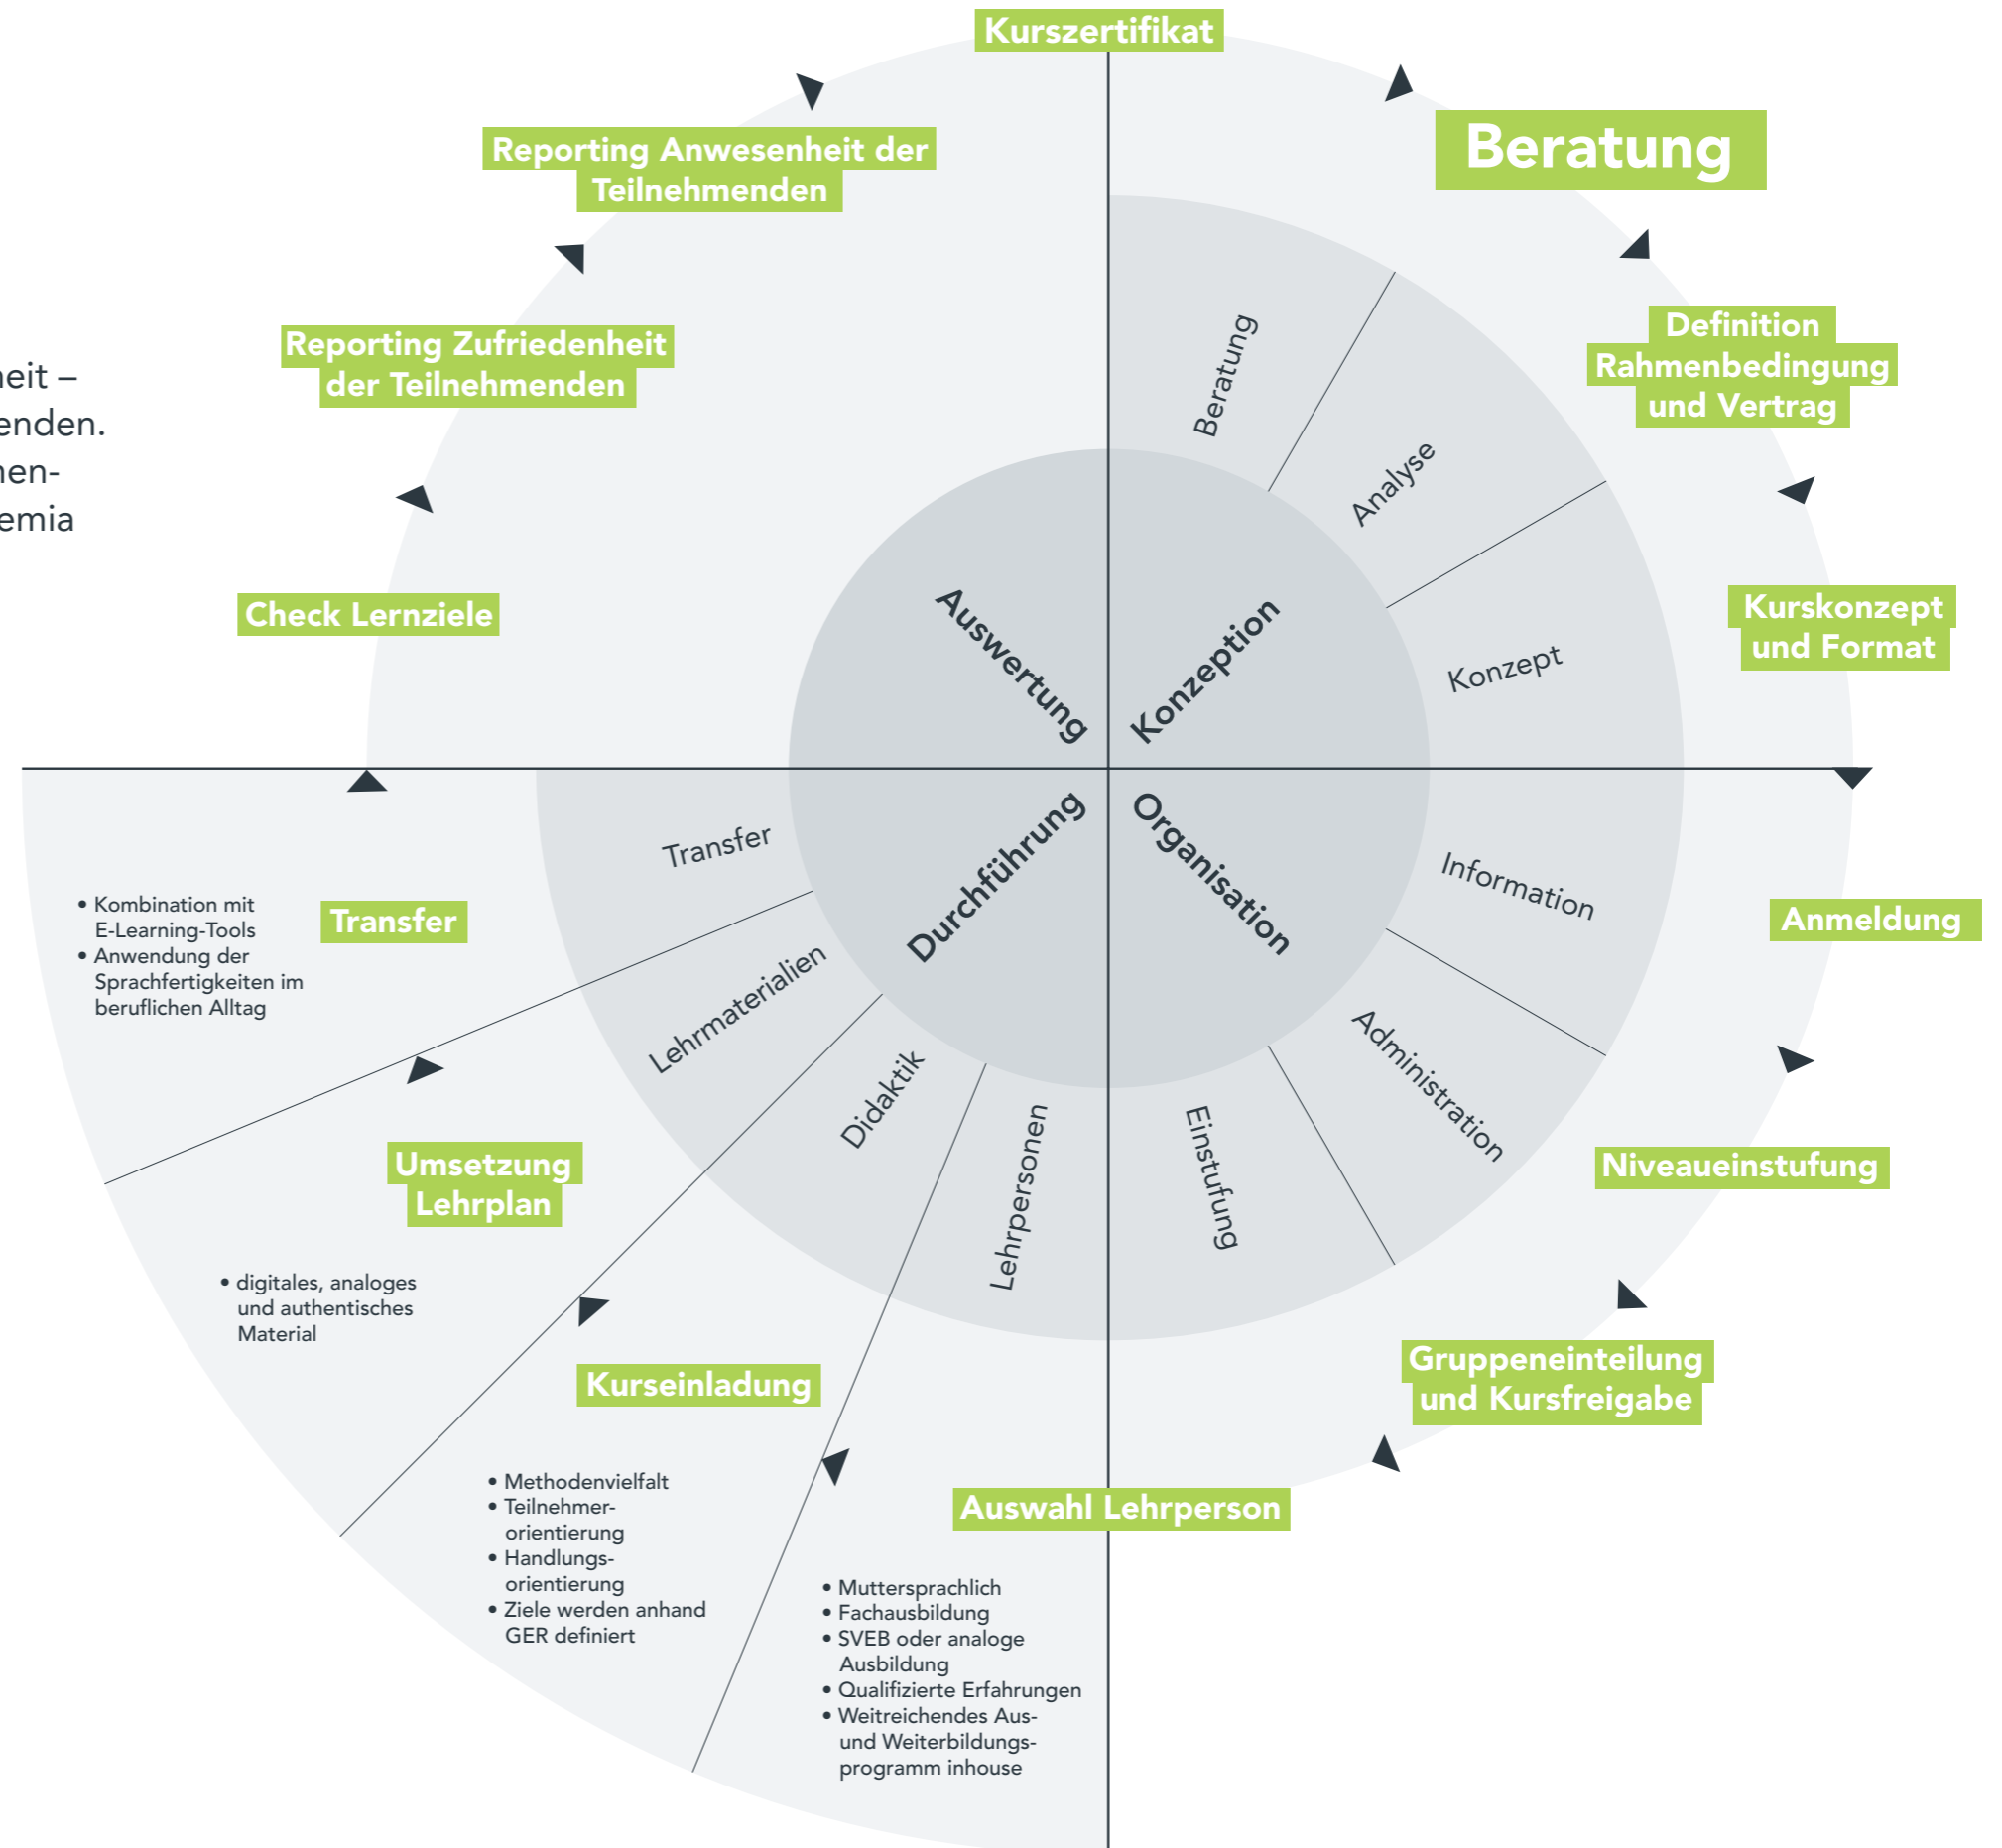 Kurszertifikat
Beratung
Reporting Anwesenheit der
Teilnehmenden
Definition
Rahmenbedingung
und Vertrag
Reporting Zufriedenheit
der Teilnehmenden
heit –
enden.
nen-
emia
Check Lernziele
Kurskonzept
und Format
Beratung
Analyse
Konzept
Auswertung
Konzeption
Durchführung
Organisation
Transfer
Lehrmaterialien
Didaktik
Lehrpersonen
Einstufung
Administration
Information
Anmeldung
Niveaueinstufung
Gruppeneinteilung
und Kursfreigabe
Auswahl Lehrperson
• Muttersprachlich
• Fachausbildung
• SVEB oder analoge
Ausbildung
• Qualifizierte Erfahrungen
• Weitreichendes Aus-
und Weiterbildungs-
programm inhouse
Kurseinladung
• Methodenvielfalt
• Teilnehmer-
orientierung
• Handlungs-
orientierung
• Ziele werden anhand
GER definiert
Umsetzung
Lehrplan
• digitales, analoges
und authentisches
Material
Transfer
• Kombination mit
E-Learning-Tools
• Anwendung der
Sprachfertigkeiten im
beruflichen Alltag